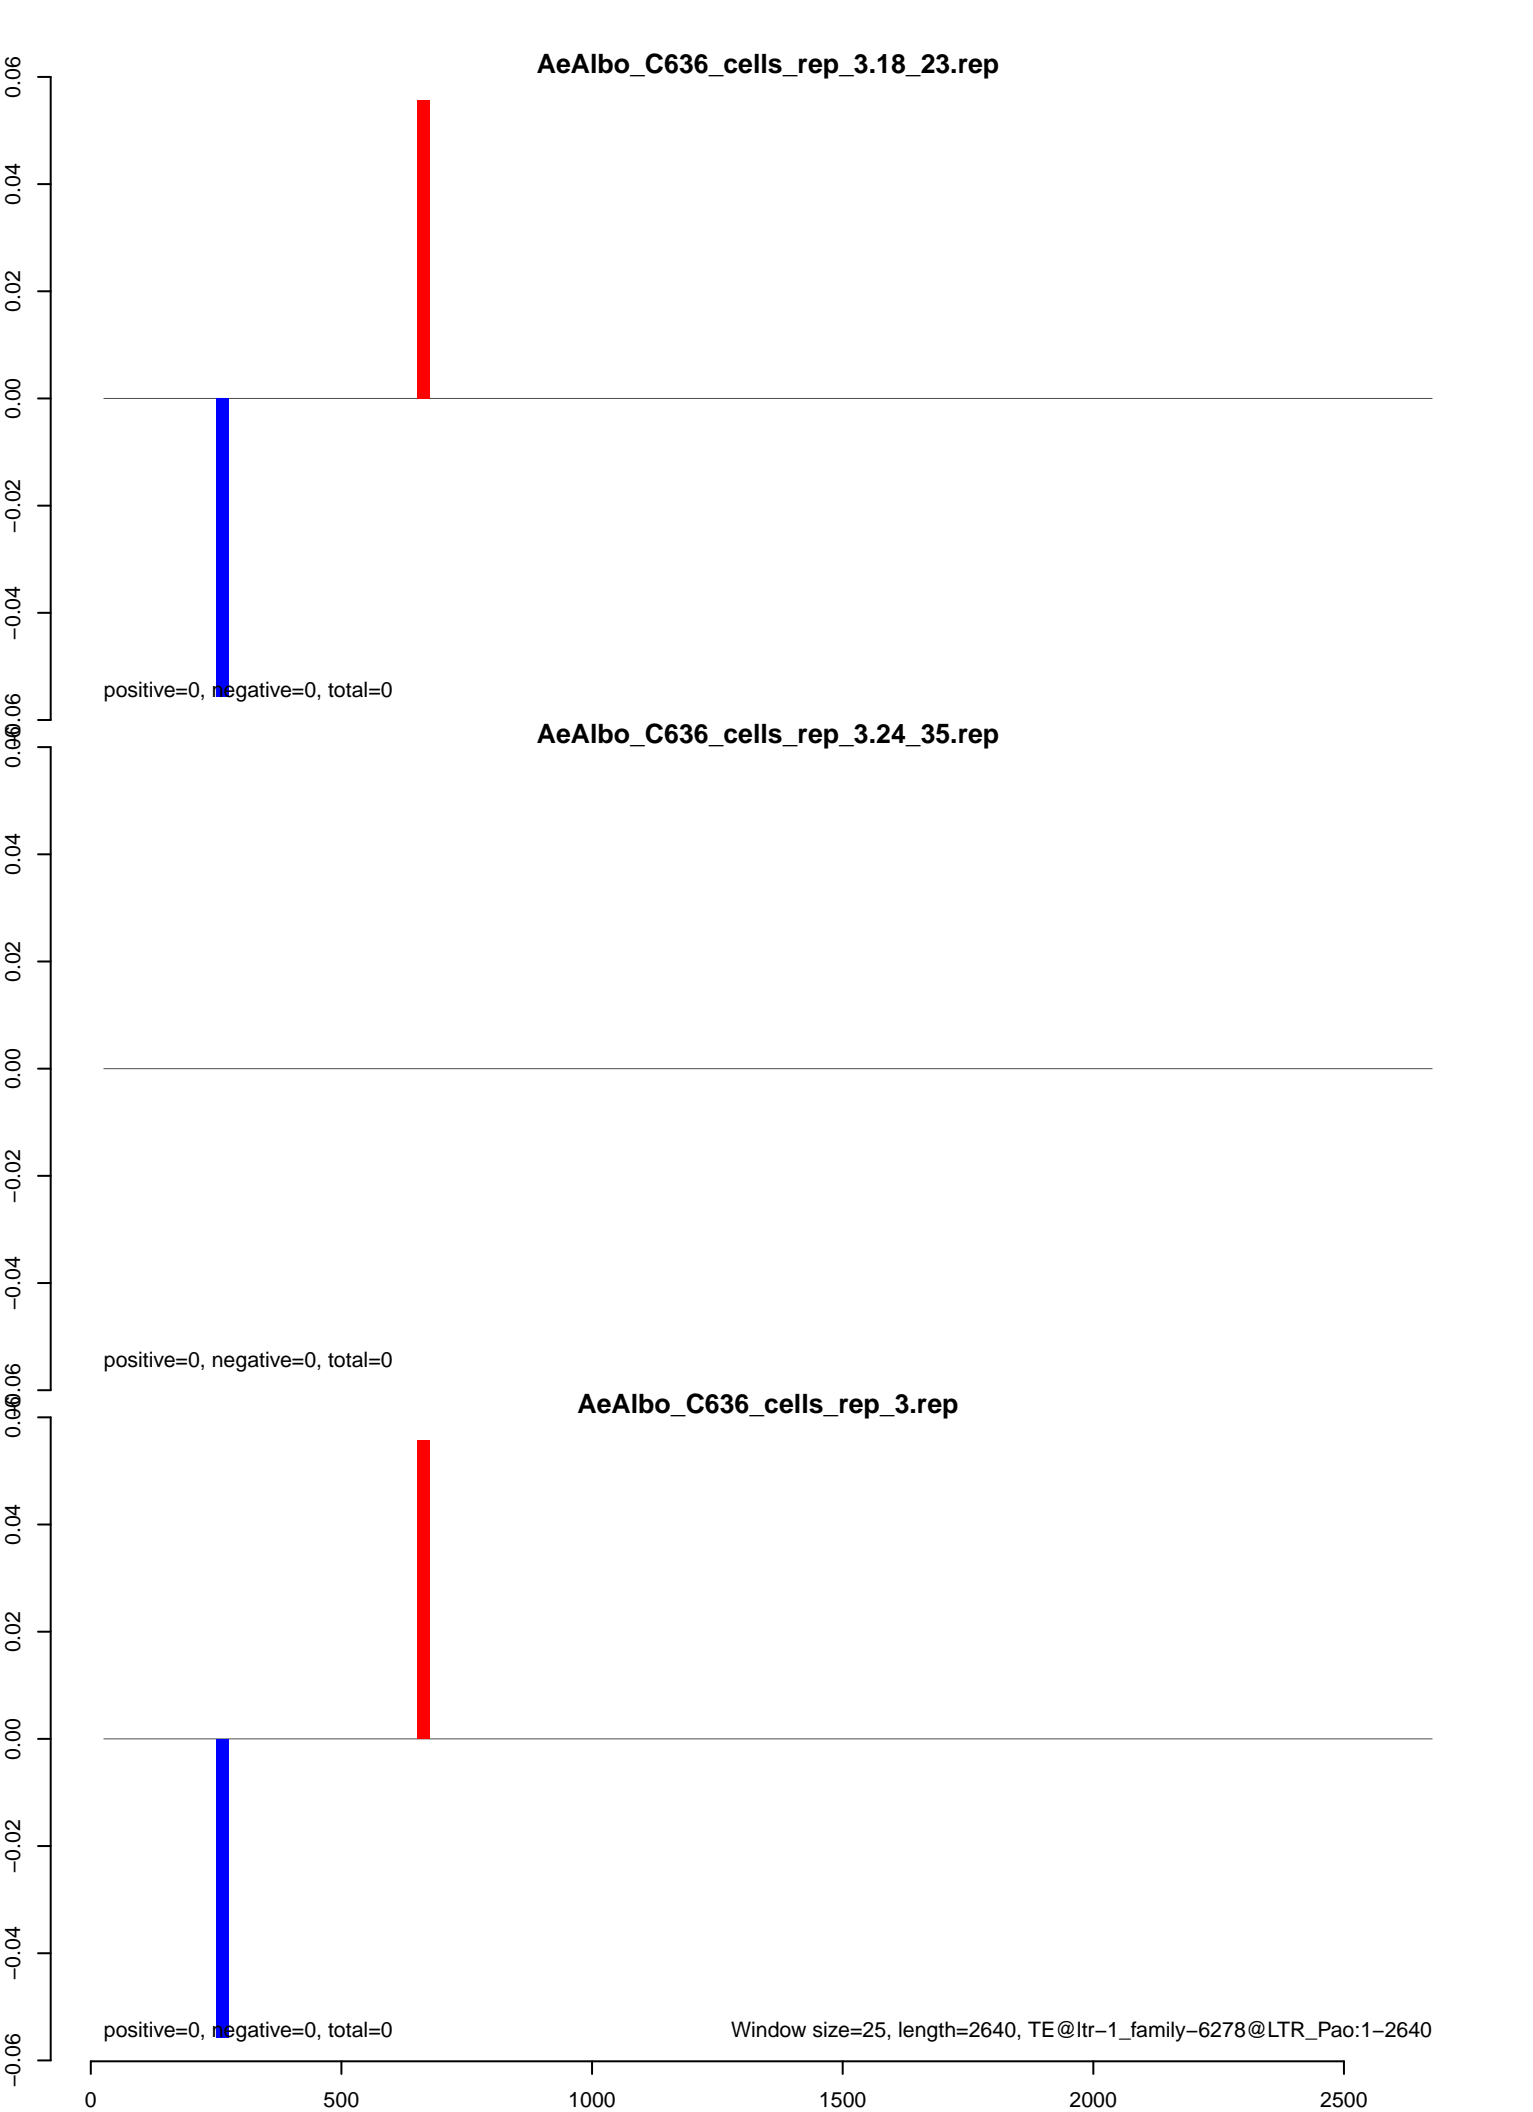 AeAlbo_C636_cells_rep_3.18_23.rep
0.06
0.04
0.02
0.00
−0.02
−0.04
−0.06
positive=0, negative=0, total=0
AeAlbo_C636_cells_rep_3.24_35.rep
0.06
0.04
0.02
0.00
−0.02
−0.04
−0.06
positive=0, negative=0, total=0
AeAlbo_C636_cells_rep_3.rep
0.06
0.04
0.02
0.00
−0.02
−0.04
−0.06
positive=0, negative=0, total=0
Window size=25, length=2640, TE@ltr−1_family−6278@LTR_Pao:1−2640
0 500 1000 1500 2000 2500